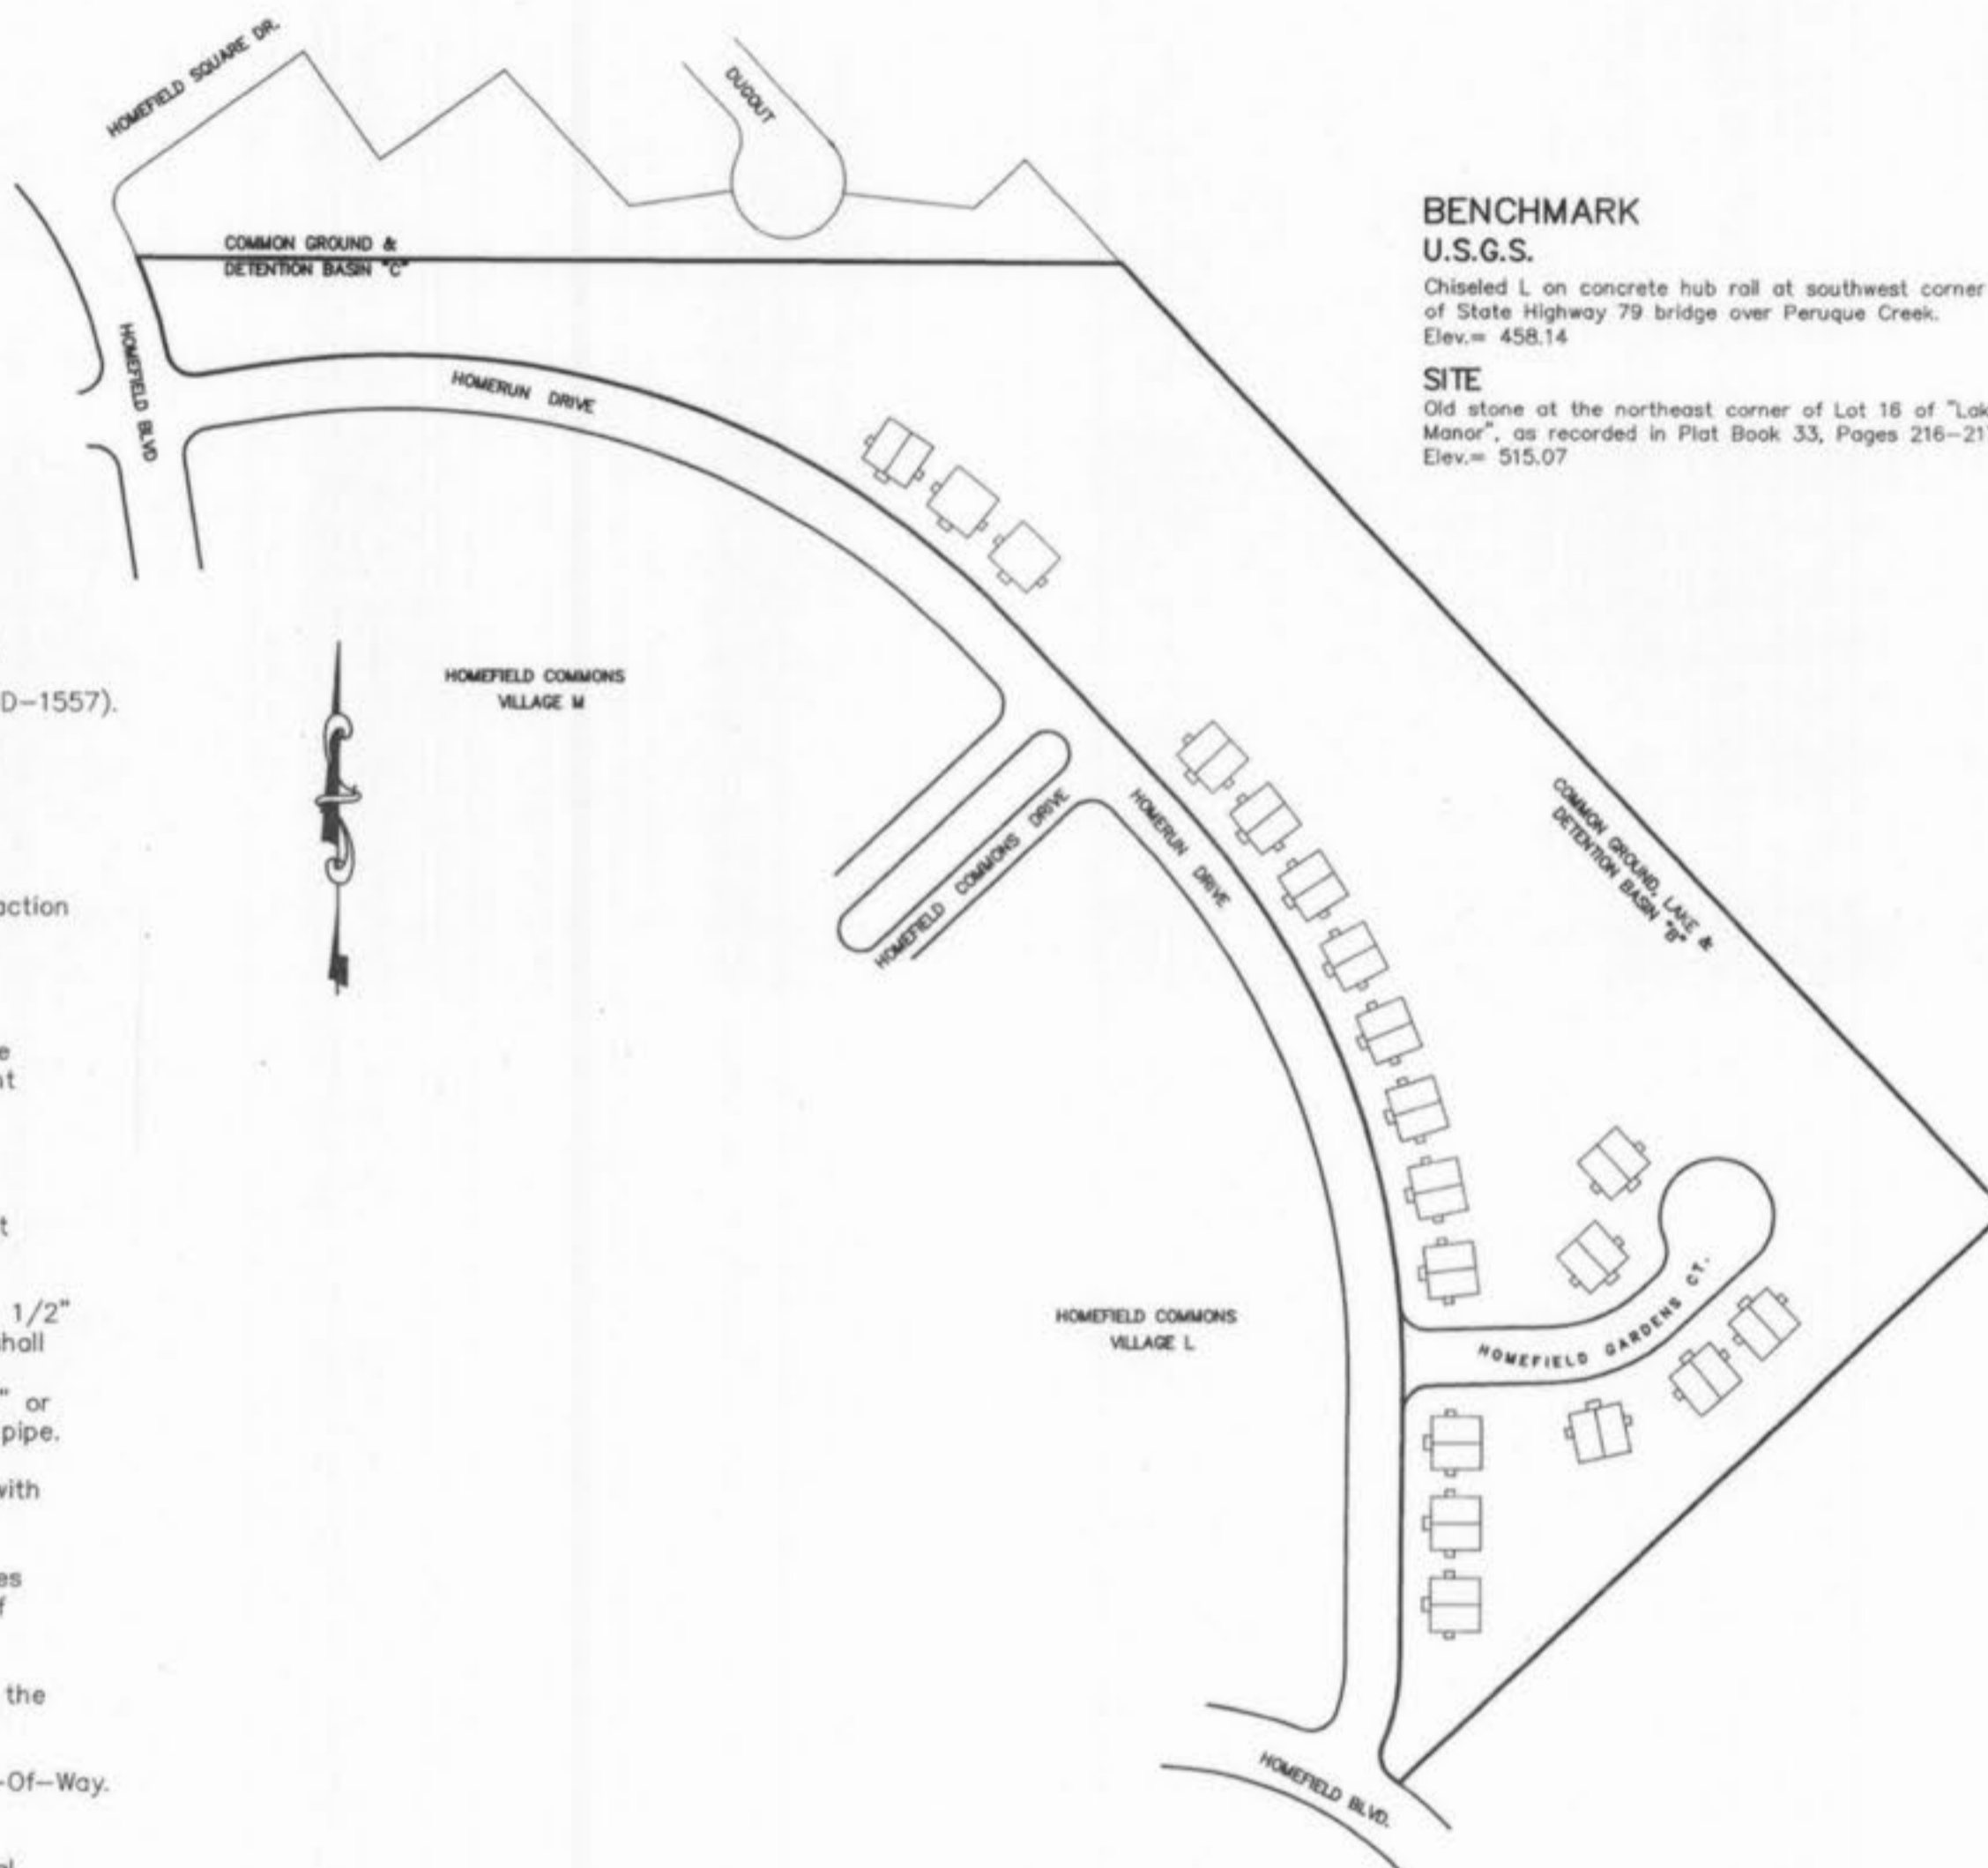 HOMEFIELD SQUARE DR.
DUGOUT
COMMON GROUND &
DETENTION BASIN "C"
HOMEFIELD BLVD
HOMERUN DRIVE
BENCHMARK
U.S.G.S.
Chiseled L on concrete hub rail at southwest corner
of State Highway 79 bridge over Peruque Creek.
Elev.= 458.14
SITE
Old stone at the northeast corner of Lot 16 of "Lak
Manor", as recorded in Plat Book 33, Pages 216-21
Elev.= 515.07
HOMEFIELD COMMONS
VILLAGE M
HOMEFIELD COMMONS DRIVE
HOMERUN DRIVE
COMMON GROUND, LAKE &
DETENTION BASIN "B"
HOMEFIELD COMMONS
VILLAGE L
HOMEFIELD GARDENS CT.
HOMEFIELD BLVD.
D-1557).
action
e
at
t
1/2"
hall
" or
pipe.
with
es
f
the
-Of-Way.